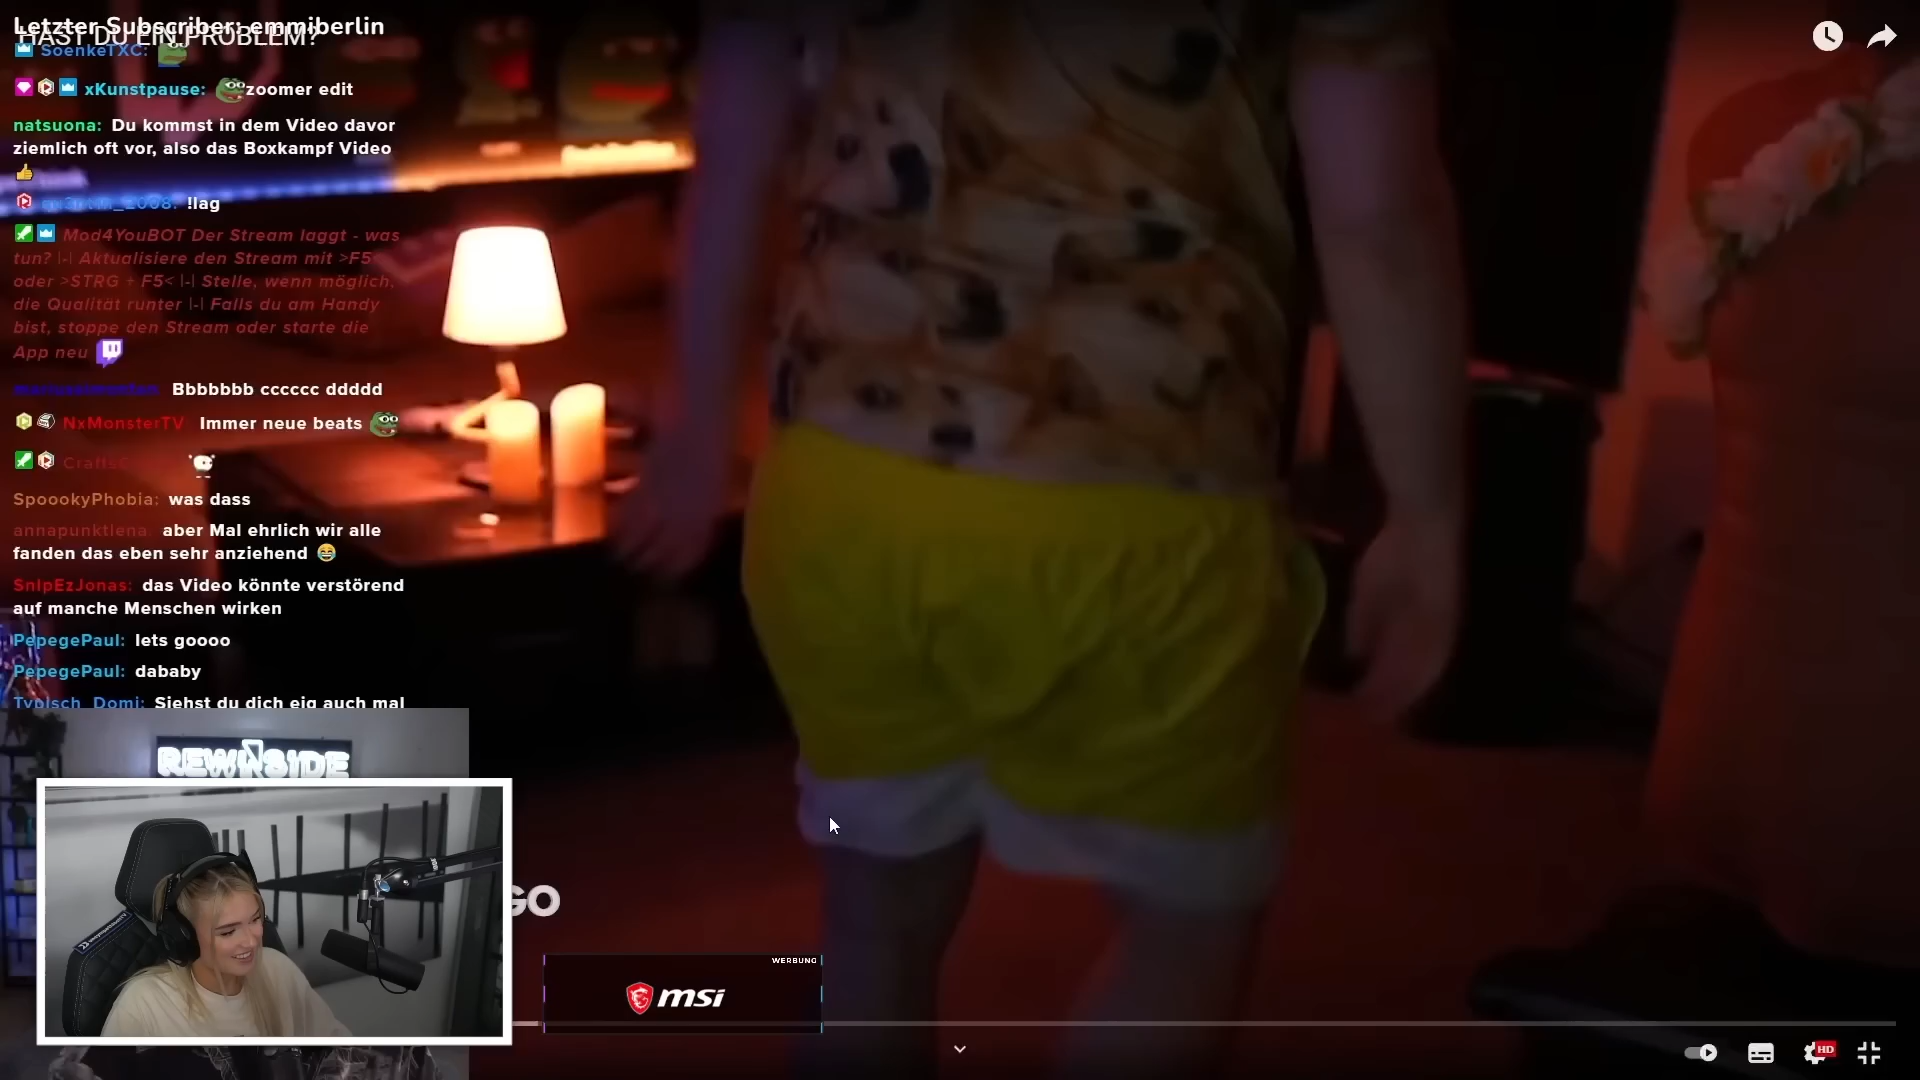 Letzter Subscriber: emmiberlin
HAST DU EIN PROBLEM?
SoenkeTXC:
xKunstpause: zoomer edit
natsuona: Du kommst in dem Video davor
ziemlich oft vor, also das Boxkampf Video
!lag
Mod4YouBOT Der Stream laggt - was
tun? |-| Aktualisiere den Stream mit >F5<
oder >STRG + F5< |-| Stelle, wenn möglich,
die Qualität runter |-| Falls du am Handy
bist, stoppe den Stream oder starte die
App neu
Bbbbbbb cccccc ddddd
NxMonsterTV Immer neue beats
SpoookyPhobia: was dass
annapunktlena: aber Mal ehrlich wir alle
fanden das eben sehr anziehend
SnIpEzJonas: das Video könnte verstörend
auf manche Menschen wirken
PepegePaul: lets goooo
PepegePaul: dababy
Typisch_Domi: Siehst du dich eig auch mal
REWINSIDE
GO
WERBUNG
msi
HD